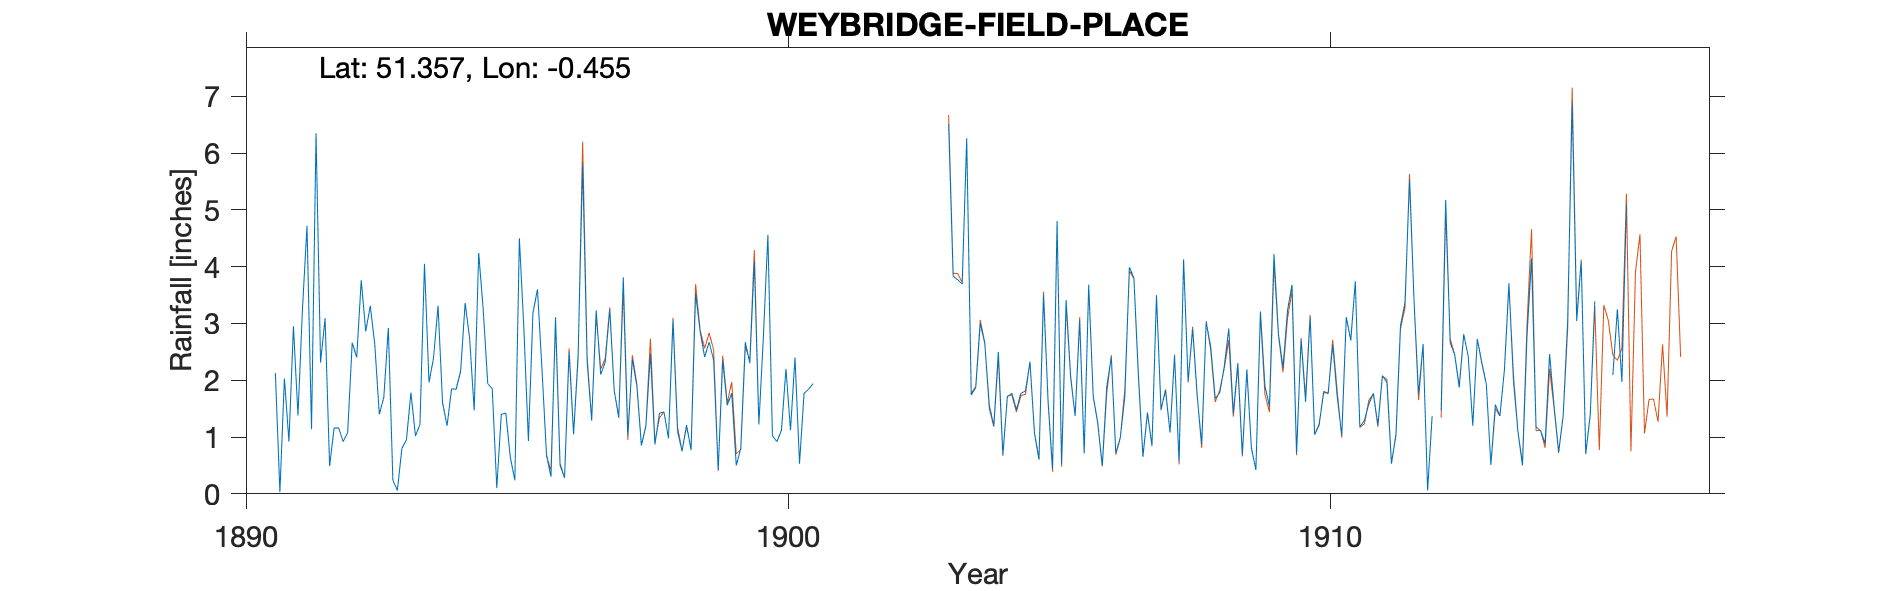 WEYBRIDGE-FIELD-PLACE
Lat: 51.357, Lon: -0.455
7
6
5
4
3
2
1
0
Rainfall [inches]
1890 1900 1910
Year